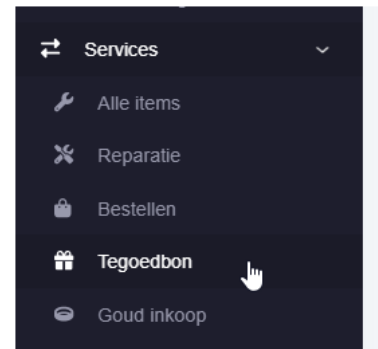 Services
Alle items
Reparatie
Bestellen
Tegoedbon
Goud inkoop